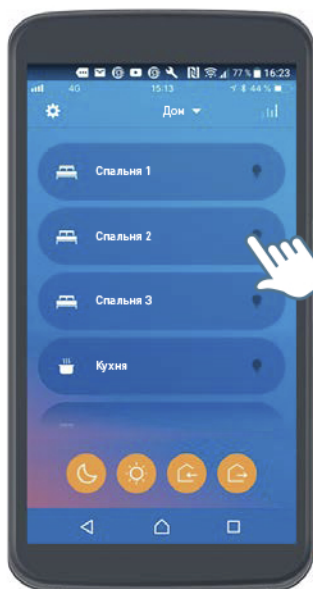 77 % 16:23
4G 15:13 44 %
Дом
Спальня 1
Спальня 2
Спальня 3
Кухня